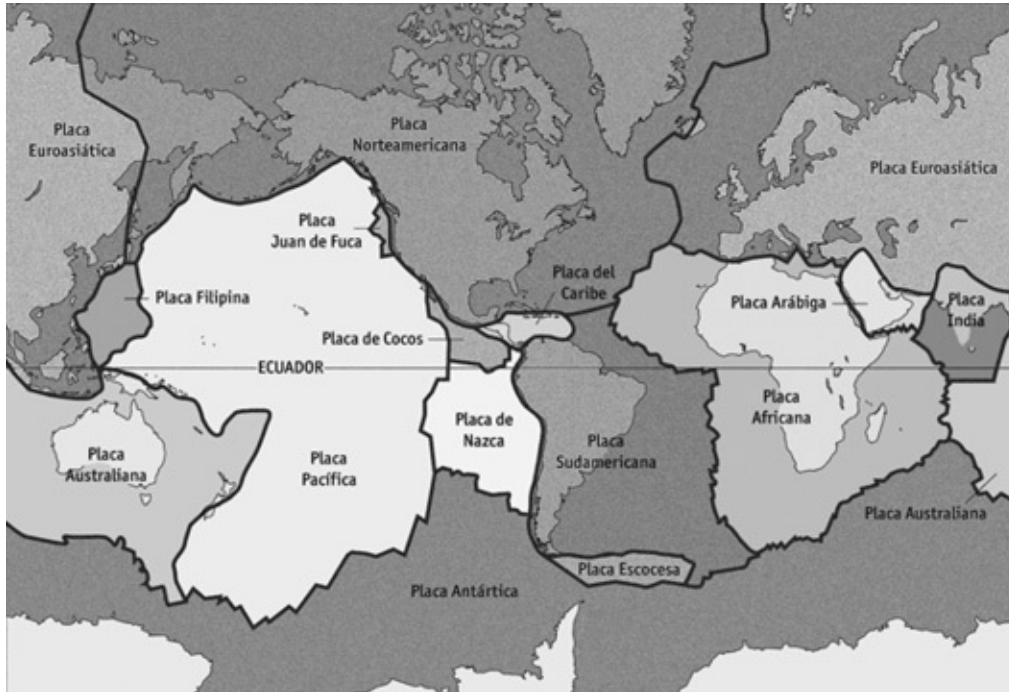 Placa
Euroasiática
Placa
Norteamericana
Placa Euroasiática
Placa
Juan de Fuca
Placa del
Caribe
Placa Filipina
Placa Arábiga
Placa
India
Placa de Cocos
ECUADOR
Placa
Africana
Placa de
Nazca
Placa
Sudamericana
Placa
Australiana
Placa
Pacífica
Placa Australiana
Placa Escocesa
Placa Antártica